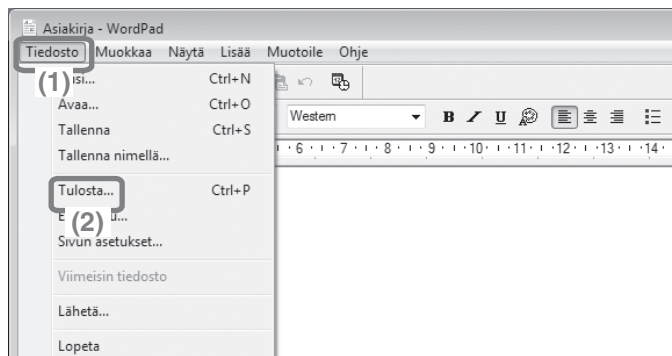 Asiakirja - WordPad
Tiedosto Muokkaa Näytä Lisää Muotoile Ohje
(1)
Ctrl+N
Avaa... Ctrl+O
Western B U
Tallenna Ctrl+S
6 7 8 9 10 11 12 13 14
Tallenna nimellä...
Tulosta... Ctrl+P
(2)
Sivun asetukset...
Viimeisin tiedosto
Lähetä...
Lopeta